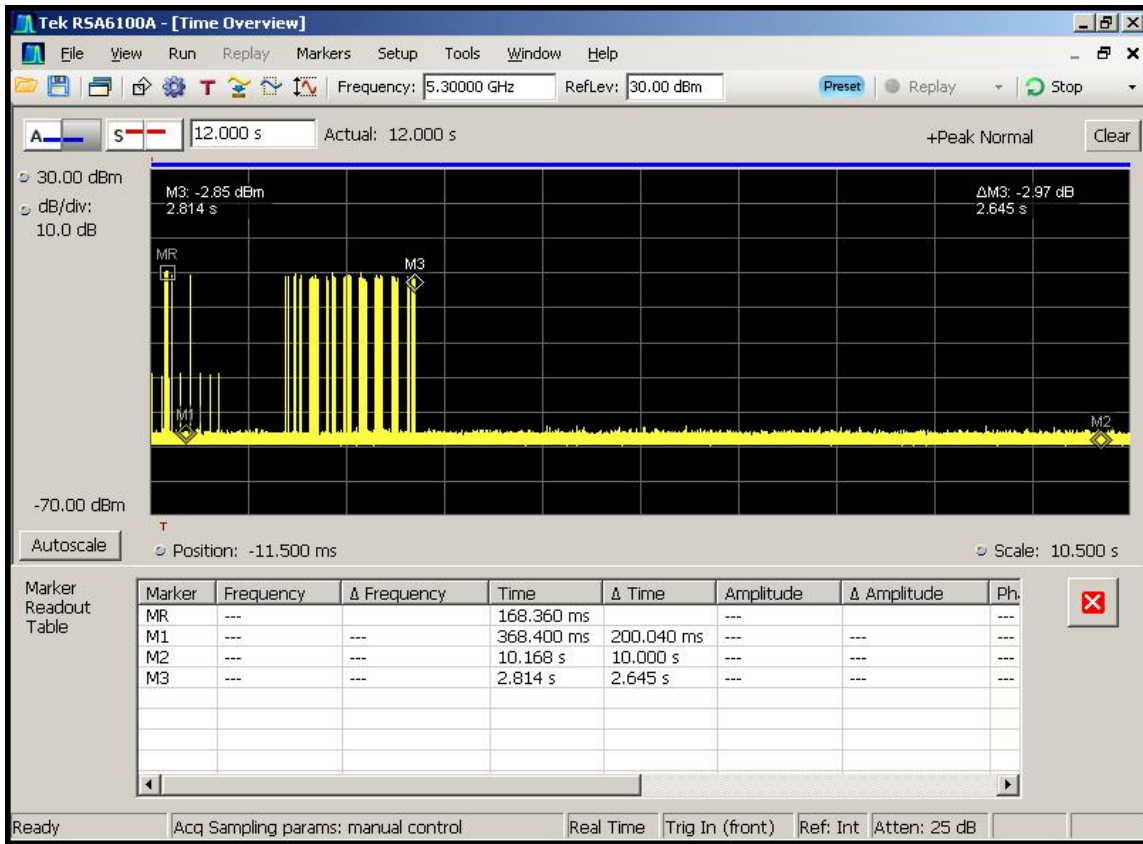 Tek RSA6100A - [Time Overview]
File View Run Replay Markers Setup Tools Window Help
T Frequency: 5.30000 GHz RefLev: 30.00 dBm Preset Replay Stop
A S 12.000 s Actual: 12.000 s +Peak Normal Clear
30.00 dBm
dB/div:
10.0 dB
M3: -2.85 dBm
2.814 s
ΔM3: -2.97 dB
2.645 s
MR
M3
M1
M2
-70.00 dBm
T
Autoscale Position: -11.500 ms Scale: 10.500 s
Marker
Readout
Table
Marker Frequency Δ Frequency Time Δ Time Amplitude Δ Amplitude Ph
MR --- 168.360 ms --- ---
M1 --- --- 368.400 ms 200.040 ms --- --- ---
M2 --- --- 10.168 s 10.000 s --- --- ---
M3 --- --- 2.814 s 2.645 s --- --- ---
Ready Acq Sampling params: manual control Real Time Trig In (front) Ref: Int Atten: 25 dB